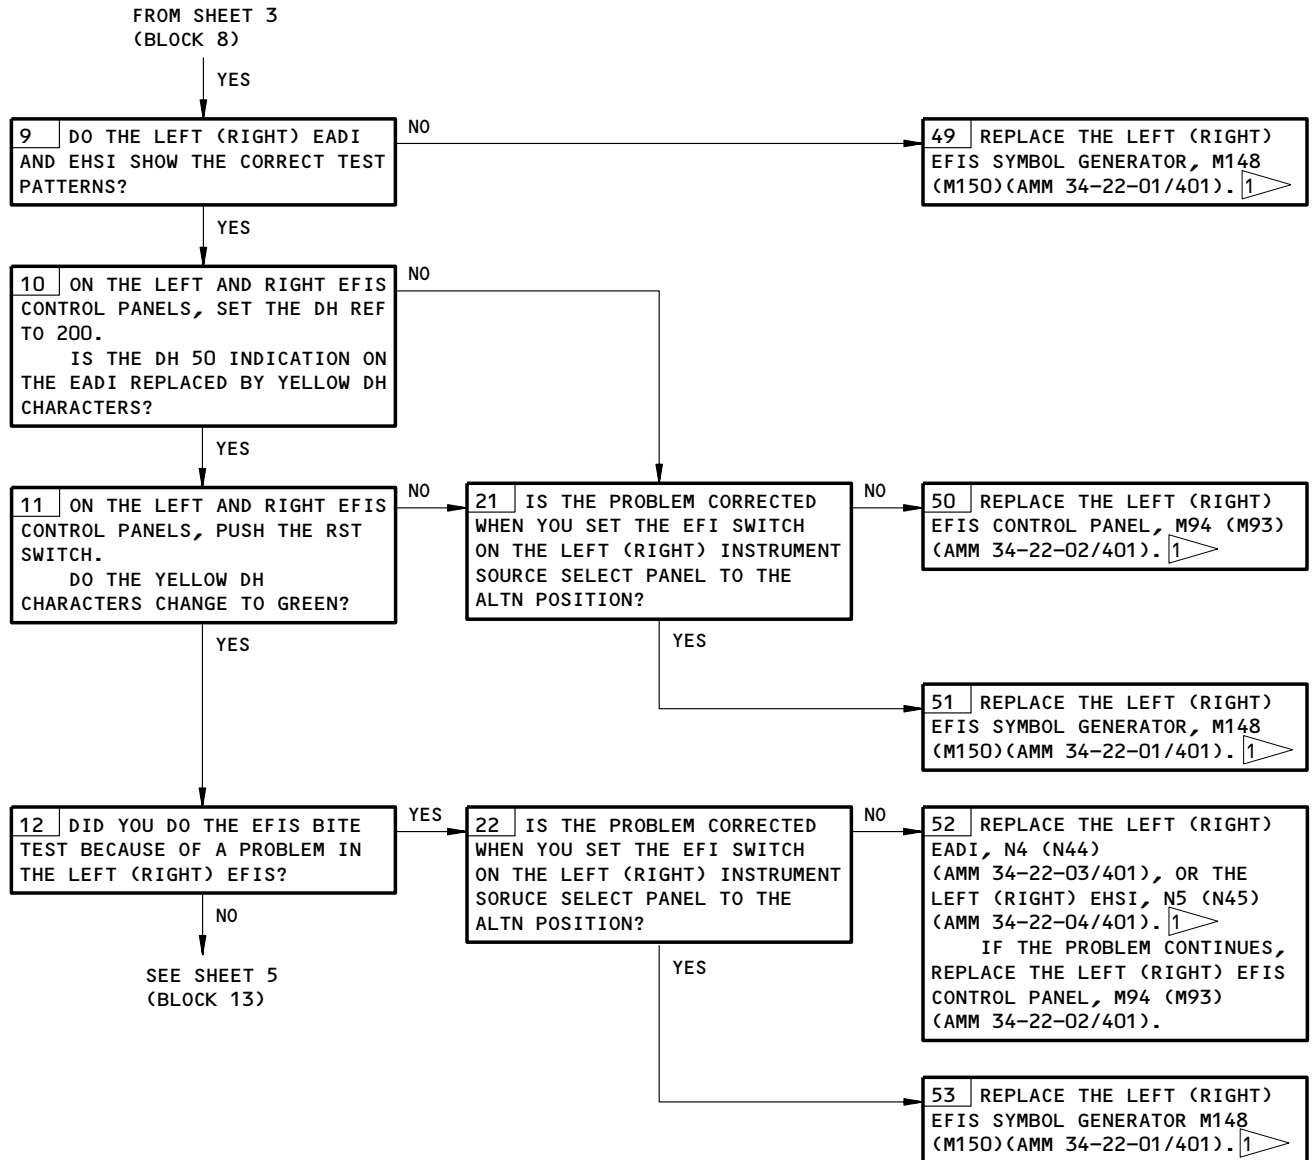 FROM SHEET 3
(BLOCK 8)
YES
9 DO THE LEFT (RIGHT) EADI
AND EHSI SHOW THE CORRECT TEST
PATTERNS?
NO
49 REPLACE THE LEFT (RIGHT)
EFIS SYMBOL GENERATOR, M148
(M150)(AMM 34-22-01/401). 1
YES
10 ON THE LEFT AND RIGHT EFIS
CONTROL PANELS, SET THE DH REF
TO 200.
IS THE DH 50 INDICATION ON
THE EADI REPLACED BY YELLOW DH
CHARACTERS?
NO
YES
11 ON THE LEFT AND RIGHT EFIS
CONTROL PANELS, PUSH THE RST
SWITCH.
DO THE YELLOW DH
CHARACTERS CHANGE TO GREEN?
NO
21 IS THE PROBLEM CORRECTED
WHEN YOU SET THE EFI SWITCH
ON THE LEFT (RIGHT) INSTRUMENT
SOURCE SELECT PANEL TO THE
ALTN POSITION?
NO
50 REPLACE THE LEFT (RIGHT)
EFIS CONTROL PANEL, M94 (M93)
(AMM 34-22-02/401). 1
YES
YES
51 REPLACE THE LEFT (RIGHT)
EFIS SYMBOL GENERATOR, M148
(M150)(AMM 34-22-01/401). 1
12 DID YOU DO THE EFIS BITE
TEST BECAUSE OF A PROBLEM IN
THE LEFT (RIGHT) EFIS?
YES
22 IS THE PROBLEM CORRECTED
WHEN YOU SET THE EFI SWITCH
ON THE LEFT (RIGHT) INSTRUMENT
SORUCE SELECT PANEL TO THE
ALTN POSITION?
NO
52 REPLACE THE LEFT (RIGHT)
EADI, N4 (N44)
(AMM 34-22-03/401), OR THE
LEFT (RIGHT) EHSI, N5 (N45)
(AMM 34-22-04/401). 1
IF THE PROBLEM CONTINUES,
REPLACE THE LEFT (RIGHT) EFIS
CONTROL PANEL, M94 (M93)
(AMM 34-22-02/401).
NO
SEE SHEET 5
(BLOCK 13)
YES
53 REPLACE THE LEFT (RIGHT)
EFIS SYMBOL GENERATOR M148
(M150)(AMM 34-22-01/401). 1